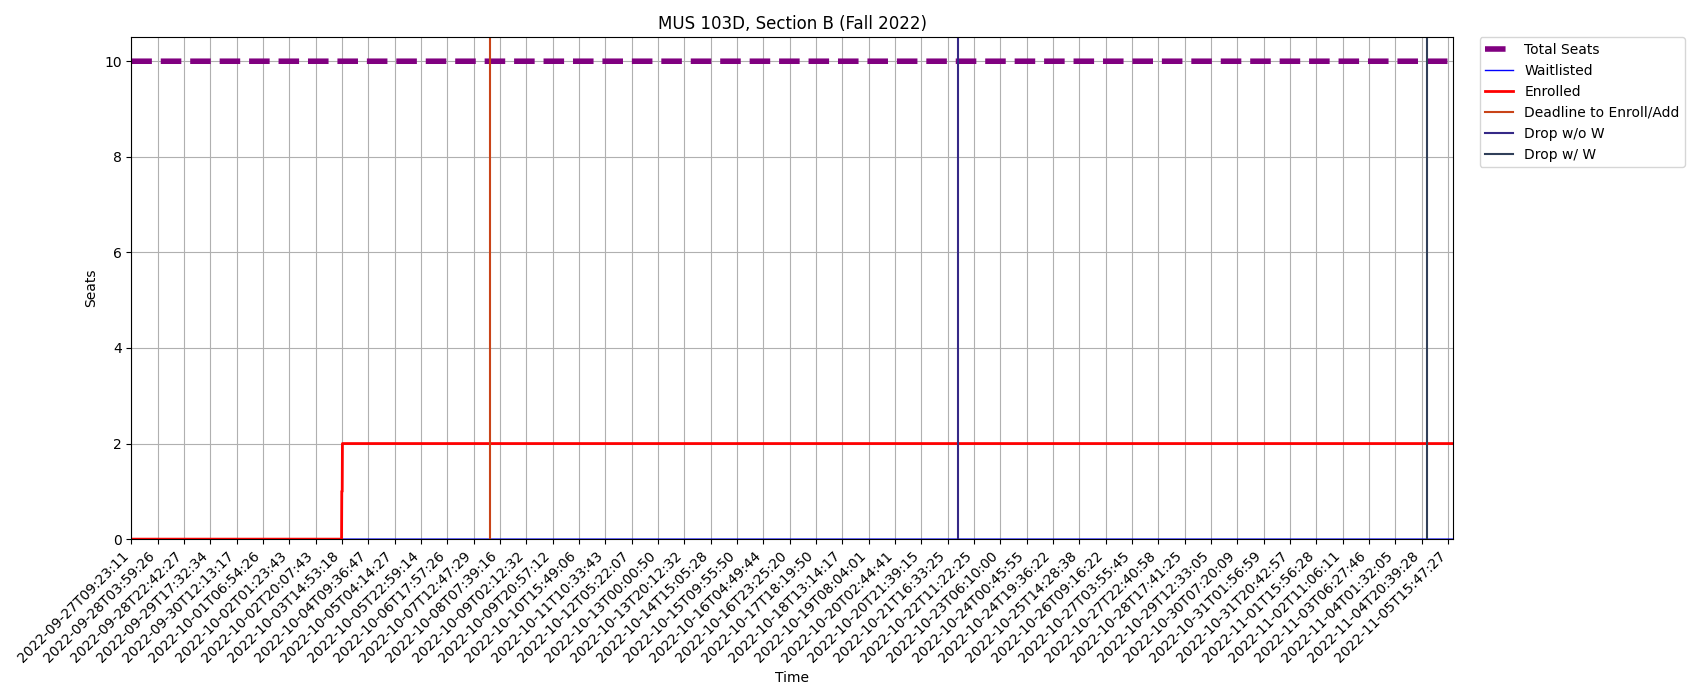 MUS 103D, Section B (Fall 2022)
Total Seats
Waitlisted
Enrolled
Deadline to Enroll/Add
Drop w/o W
Drop w/ W
Seats
10
8
6
4
2
0
2022-09-27T09:23:11
2022-09-28T03:59:26
2022-09-28T22:42:27
2022-09-29T17:32:34
2022-09-30T12:13:17
2022-10-01T06:54:26
2022-10-02T01:23:43
2022-10-02T20:07:43
2022-10-03T14:53:18
2022-10-04T09:36:47
2022-10-05T04:14:27
2022-10-05T22:59:14
2022-10-06T17:57:26
2022-10-07T12:47:29
2022-10-08T07:39:16
2022-10-09T02:12:32
2022-10-09T20:57:12
2022-10-10T15:49:06
2022-10-11T10:33:43
2022-10-12T05:22:07
2022-10-13T00:00:50
2022-10-13T20:12:32
2022-10-14T15:05:28
2022-10-15T09:55:50
2022-10-16T04:49:44
2022-10-16T23:25:20
2022-10-17T18:19:50
2022-10-18T13:14:17
2022-10-19T08:04:01
2022-10-20T02:44:41
2022-10-20T21:39:15
2022-10-21T16:33:25
2022-10-22T11:22:25
2022-10-23T06:10:00
2022-10-24T00:45:55
2022-10-24T19:36:22
2022-10-25T14:28:38
2022-10-26T09:16:22
2022-10-27T03:55:45
2022-10-27T22:40:58
2022-10-28T17:41:25
2022-10-29T12:33:05
2022-10-30T07:20:09
2022-10-31T01:56:59
2022-10-31T20:42:57
2022-11-01T15:56:28
2022-11-02T11:06:11
2022-11-03T06:27:46
2022-11-04T01:32:05
2022-11-04T20:39:28
2022-11-05T15:47:27
Time